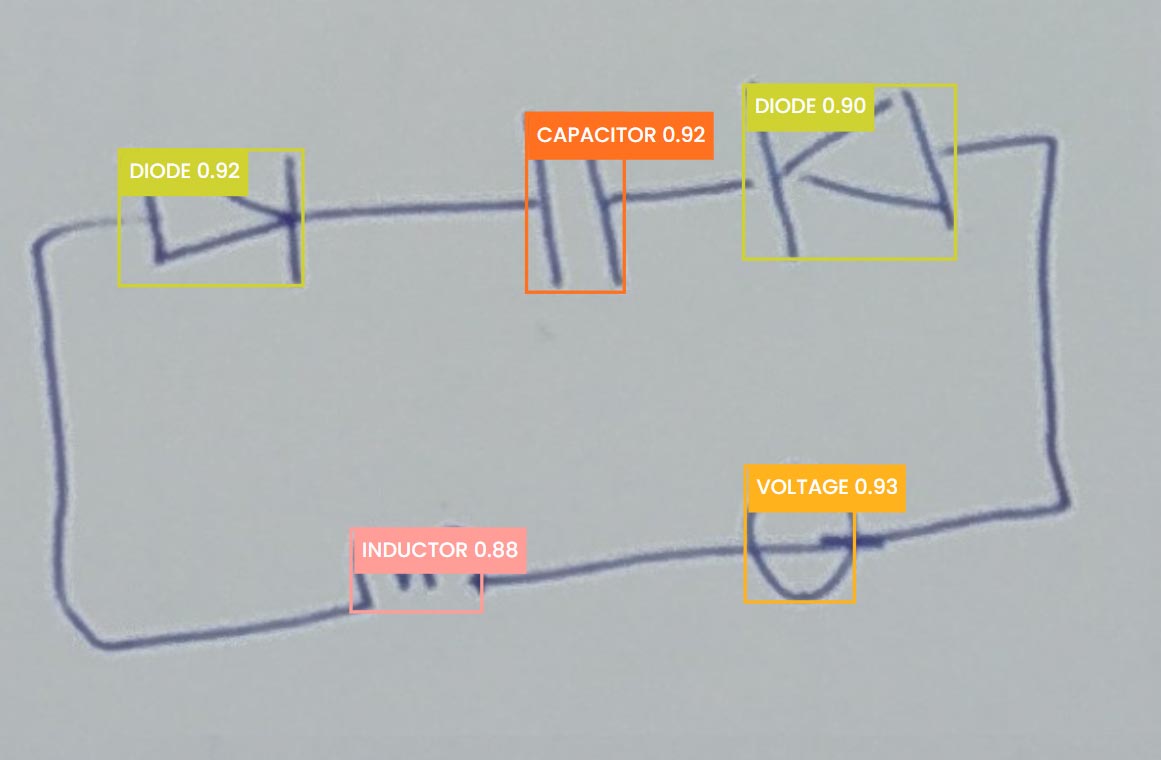 DIODE 0.92
CAPACITOR 0.92
DIODE 0.90
INDUCTOR 0.88
VOLTAGE 0.93